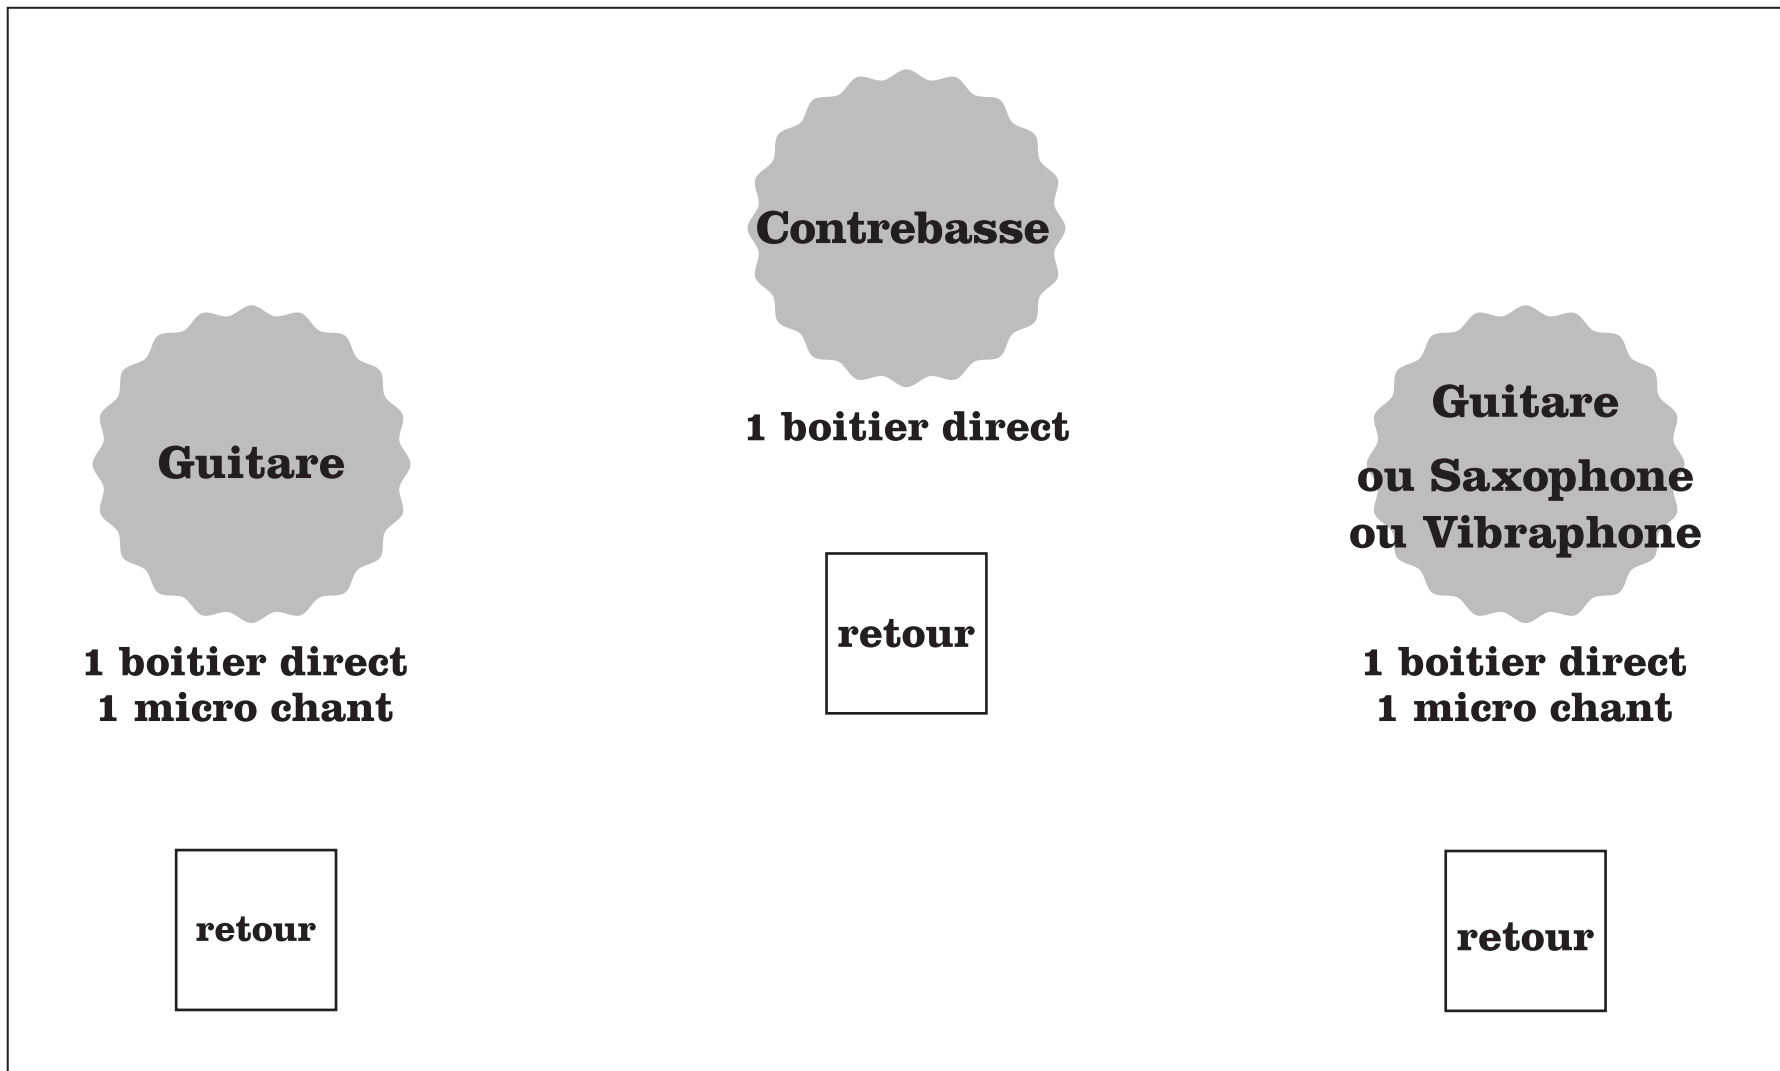 Contrebasse
1 boitier direct
retour
Guitare
1 boitier direct
1 micro chant
retour
Guitare
ou Saxophone
ou Vibraphone
1 boitier direct
1 micro chant
retour